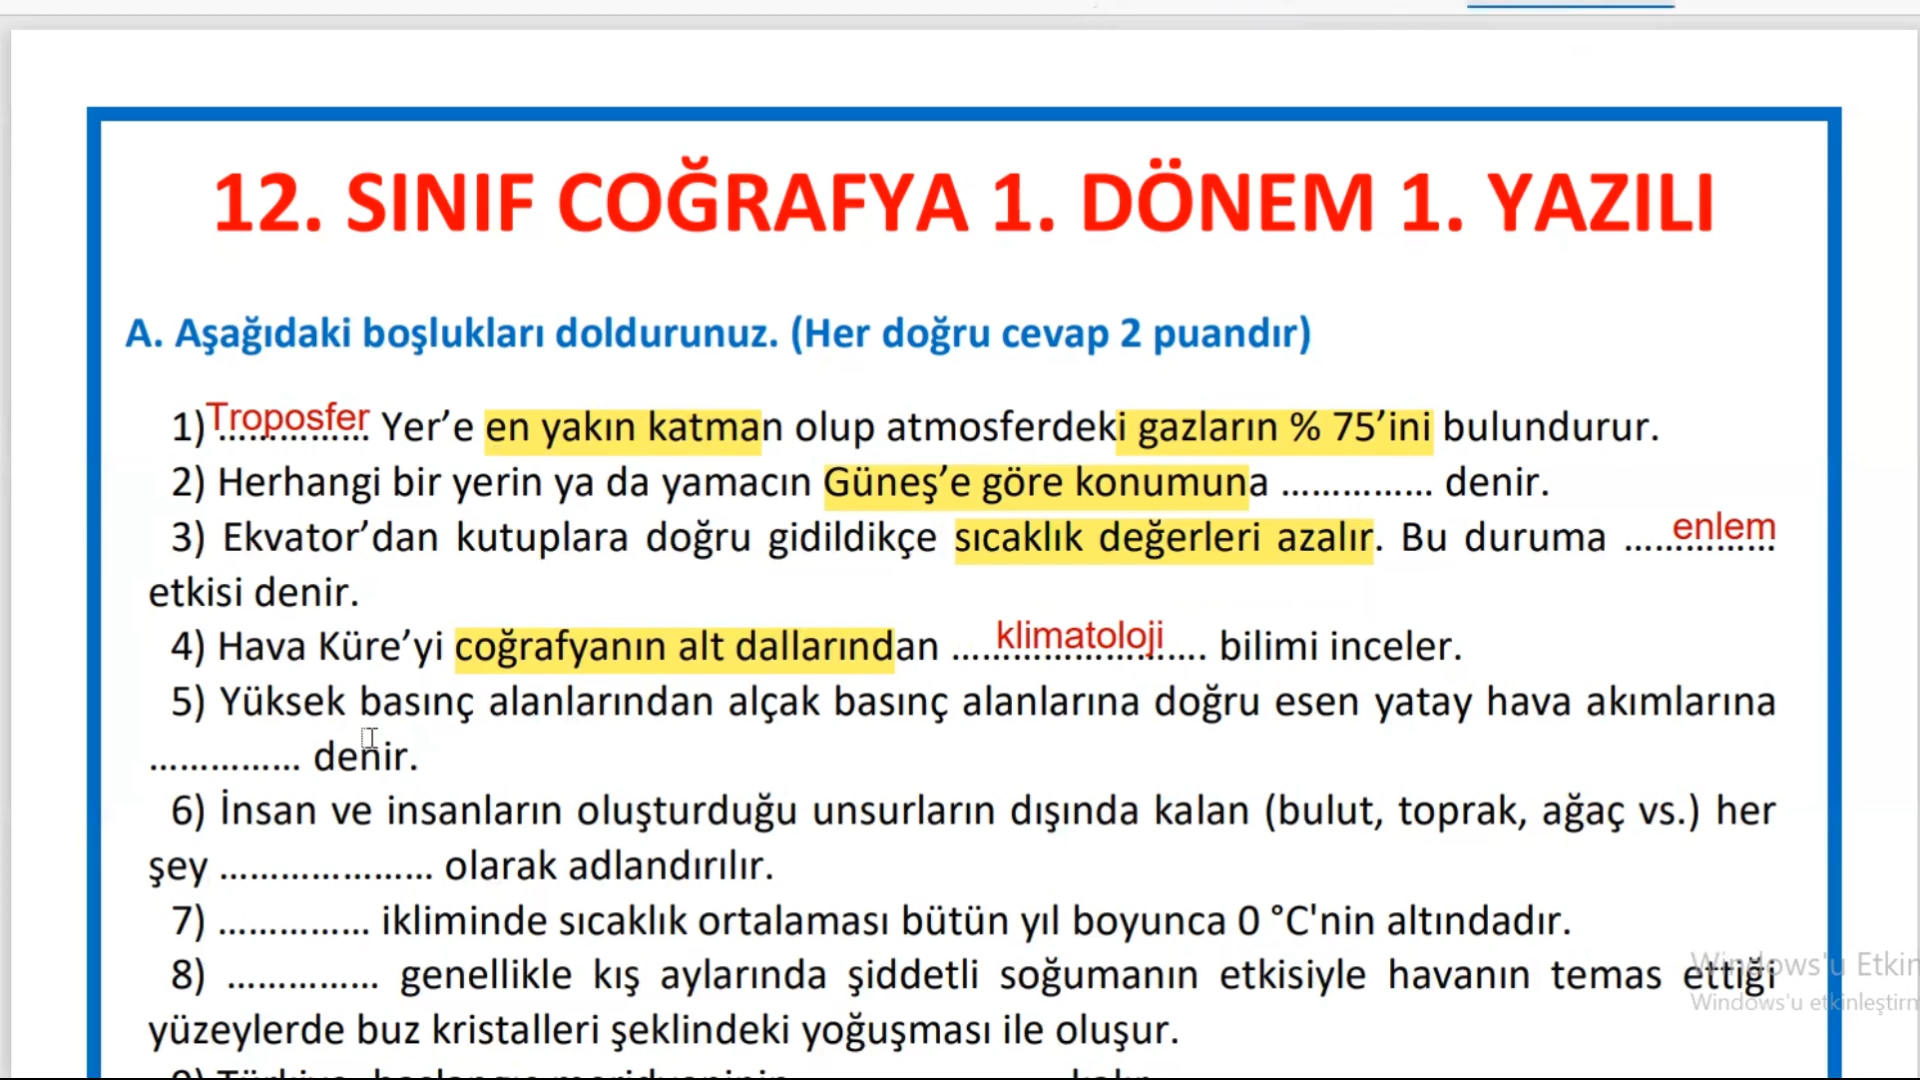 12. SINIF COĞRAFYA 1. DÖNEM 1. YAZILI
A. Aşağıdaki boşlukları doldurunuz. (Her doğru cevap 2 puandır)
1) Troposfer …………… Yer’e en yakın katman olup atmosferdeki gazların % 75’ini bulundurur.
2) Herhangi bir yerin ya da yamacın Güneş’e göre konumuna …………… denir.
3) Ekvator’dan kutuplara doğru gidildikçe sıcaklık değerleri azalır. Bu duruma …………… enlem
etkisi denir.
4) Hava Küre’yi coğrafyanın alt dallarından ……klimatoloji…. bilimi inceler.
5) Yüksek basınç alanlarından alçak basınç alanlarına doğru esen yatay hava akımlarına
…………… denir.
6) İnsan ve insanların oluşturduğu unsurların dışında kalan (bulut, toprak, ağaç vs.) her
şey ………………… olarak adlandırılır.
7) …………… ikliminde sıcaklık ortalaması bütün yıl boyunca 0 °C'nin altındadır.
8) …………… genellikle kış aylarında şiddetli soğumanın etkisiyle havanın temas ettiği
yüzeylerde buz kristalleri şeklindeki yoğuşması ile oluşur.
Windows'u Etkin
Windows'u etkinleştirm